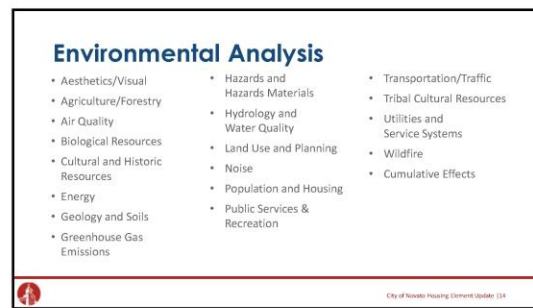 Environmental Analysis
• Aesthetics/Visual
• Agriculture/Forestry
• Air Quality
• Biological Resources
• Cultural and Historic
Resources
• Energy
• Geology and Soils
• Greenhouse Gas
Emissions
• Hazards and
Hazards Materials
• Hydrology and
Water Quality
• Land Use and Planning
• Noise
• Population and Housing
• Public Services &
Recreation
• Transportation/Traffic
• Tribal Cultural Resources
• Utilities and
Service Systems
• Wildfire
• Cumulative Effects
City of Novato Housing Element Update |14